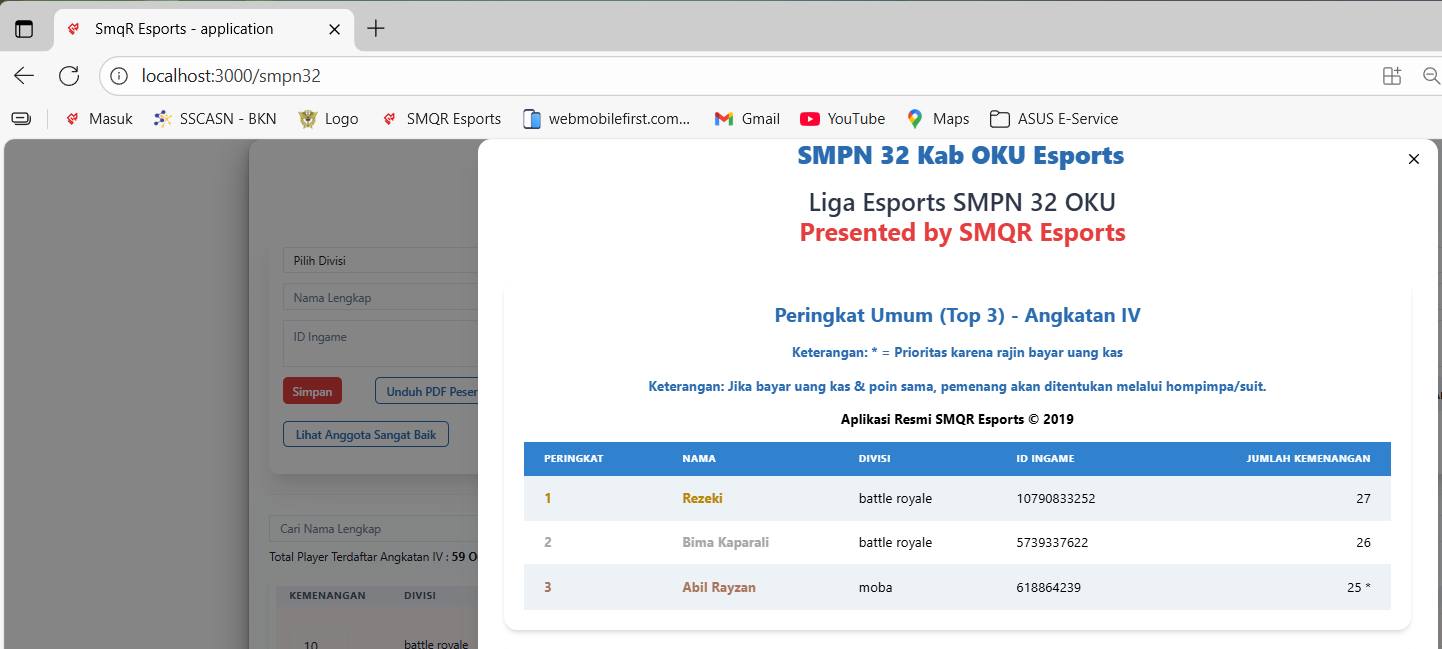 SmqR Esports - application
localhost:3000/smpn32
Masuk SSCASN - BKN Logo SMQR Esports webmobilefirst.com... Gmail YouTube Maps ASUS E-Service
SMPN 32 Kab OKU Esports
Liga Esports SMPN 32 OKU
Presented by SMQR Esports
Pilih Divisi
Nama Lengkap
ID Ingame
Simpan Unduh PDF Peser
Lihat Anggota Sangat Baik
Cari Nama Lengkap
Total Player Terdaftar Angkatan IV : 59 O
KEMENANGAN DIVISI
10 battle royale
Peringkat Umum (Top 3) - Angkatan IV
Keterangan: * = Prioritas karena rajin bayar uang kas
Keterangan: Jika bayar uang kas & poin sama, pemenang akan ditentukan melalui hompimpa/suit.
Aplikasi Resmi SMQR Esports © 2019
PERINGKAT NAMA DIVISI ID INGAME JUMLAH KEMENANGAN
1 Rezeki battle royale 10790833252 27
2 Bima Kaparali battle royale 5739337622 26
3 Abil Rayzan moba 618864239 25 *